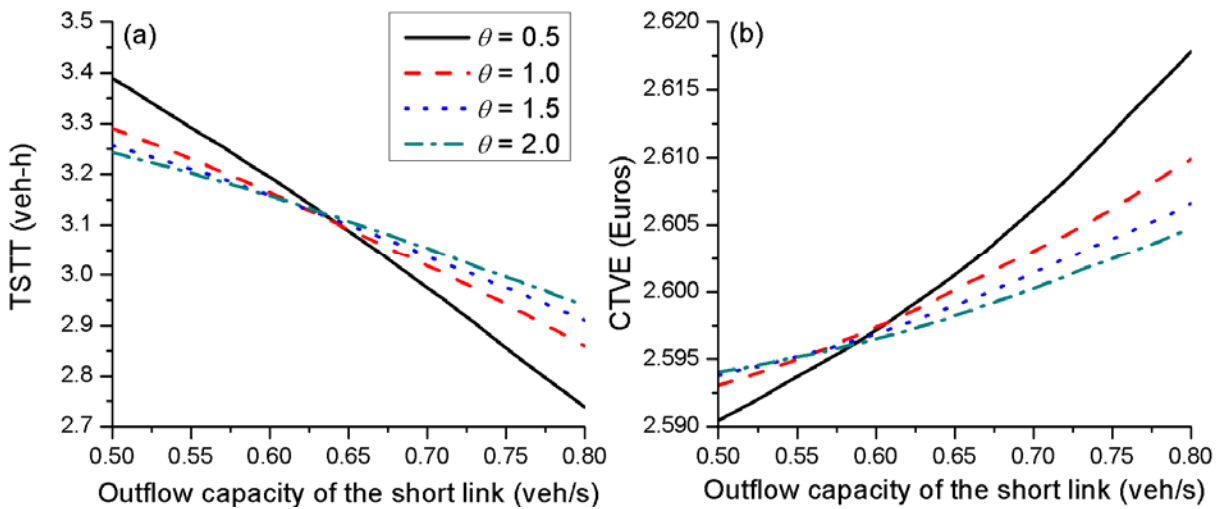 (a)
TSTT (veh-h)
3.5
3.4
3.3
3.2
3.1
3.0
2.9
2.8
2.7
0.50 0.55 0.60 0.65 0.70 0.75 0.80
Outflow capacity of the short link (veh/s)
θ = 0.5
θ = 1.0
θ = 1.5
θ = 2.0
(b)
CTVE (Euros)
2.620
2.615
2.610
2.605
2.600
2.595
2.590
0.50 0.55 0.60 0.65 0.70 0.75 0.80
Outflow capacity of the short link (veh/s)